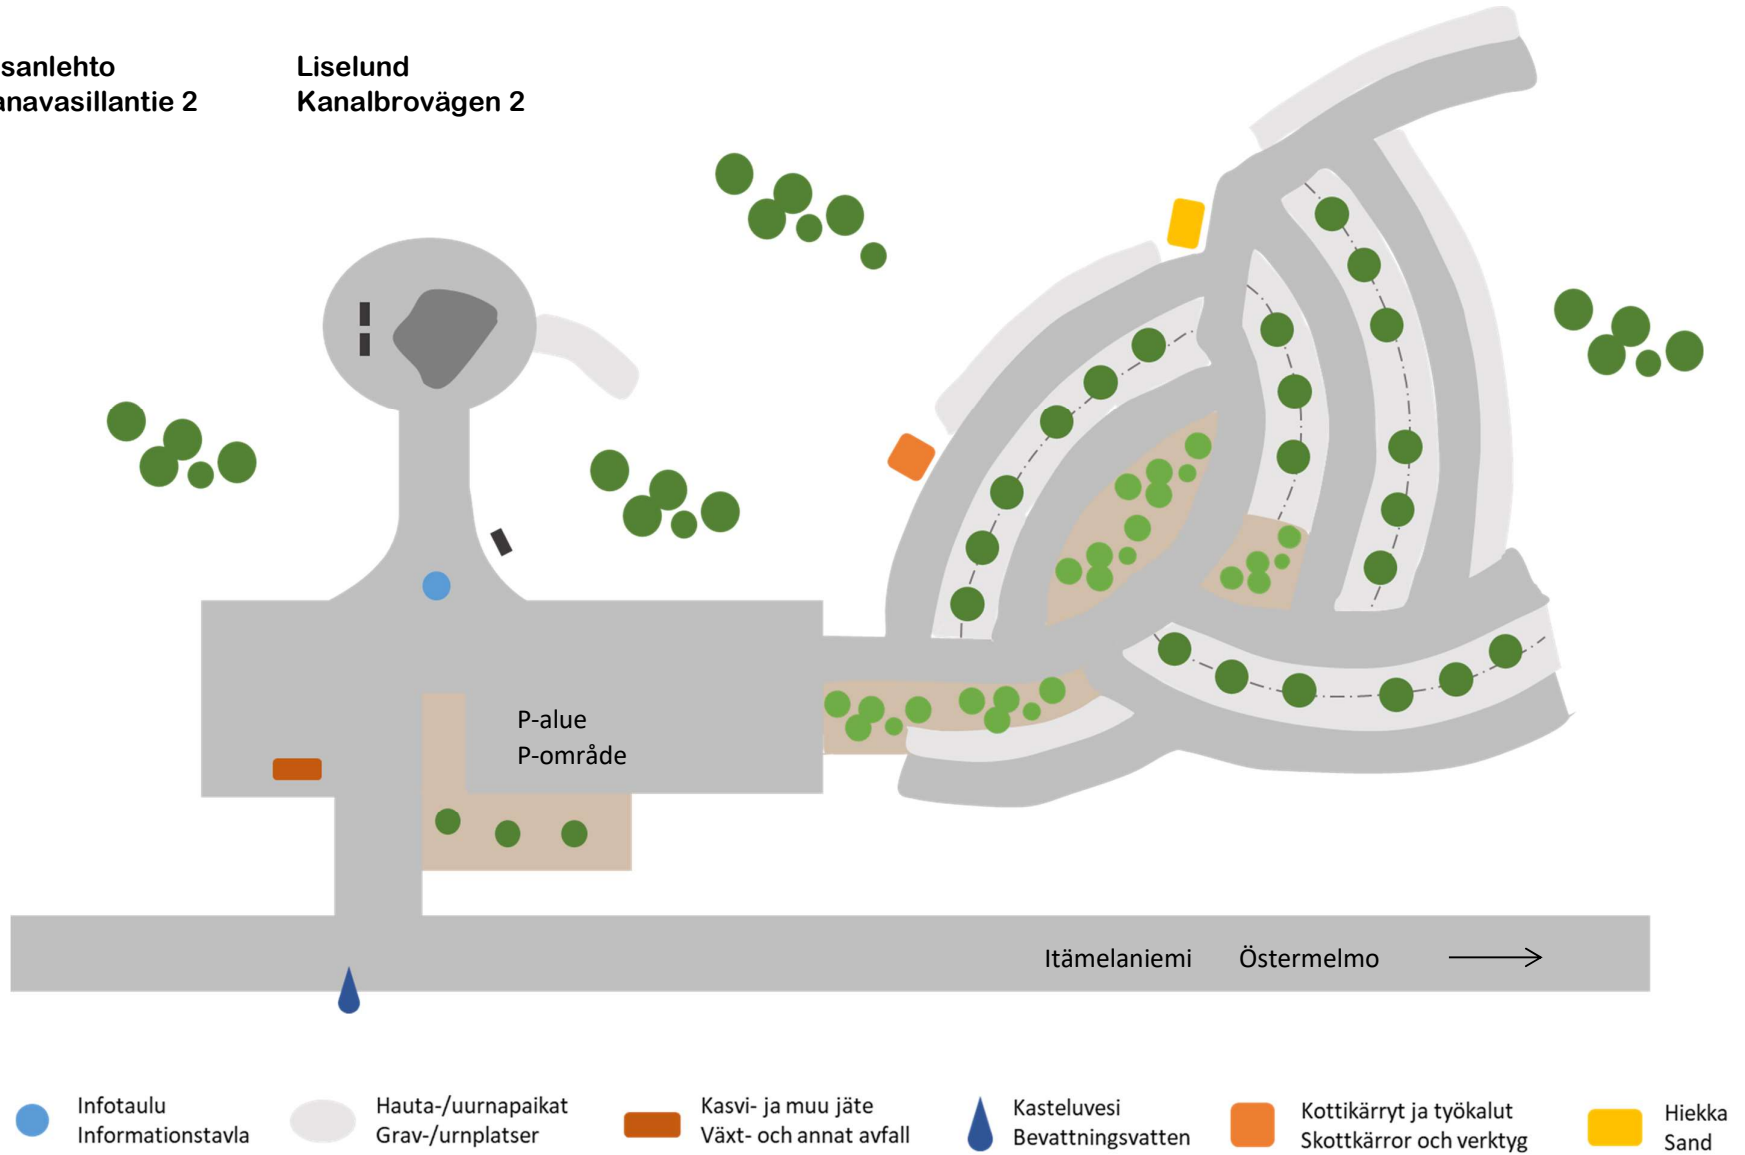 sanlehto
anavasillantie 2
Liselund
Kanalbrovägen 2
P-alue
P-område
Itämelaniemi Östermelmo
Infotaulu
Informationstavla
Hauta-/uurnapaikat
Grav-/urnplatser
Kasvi- ja muu jäte
Växt- och annat avfall
Kasteluvesi
Bevattningsvatten
Kottikärryt ja työkalut
Skottkärror och verktyg
Hiekka
Sand